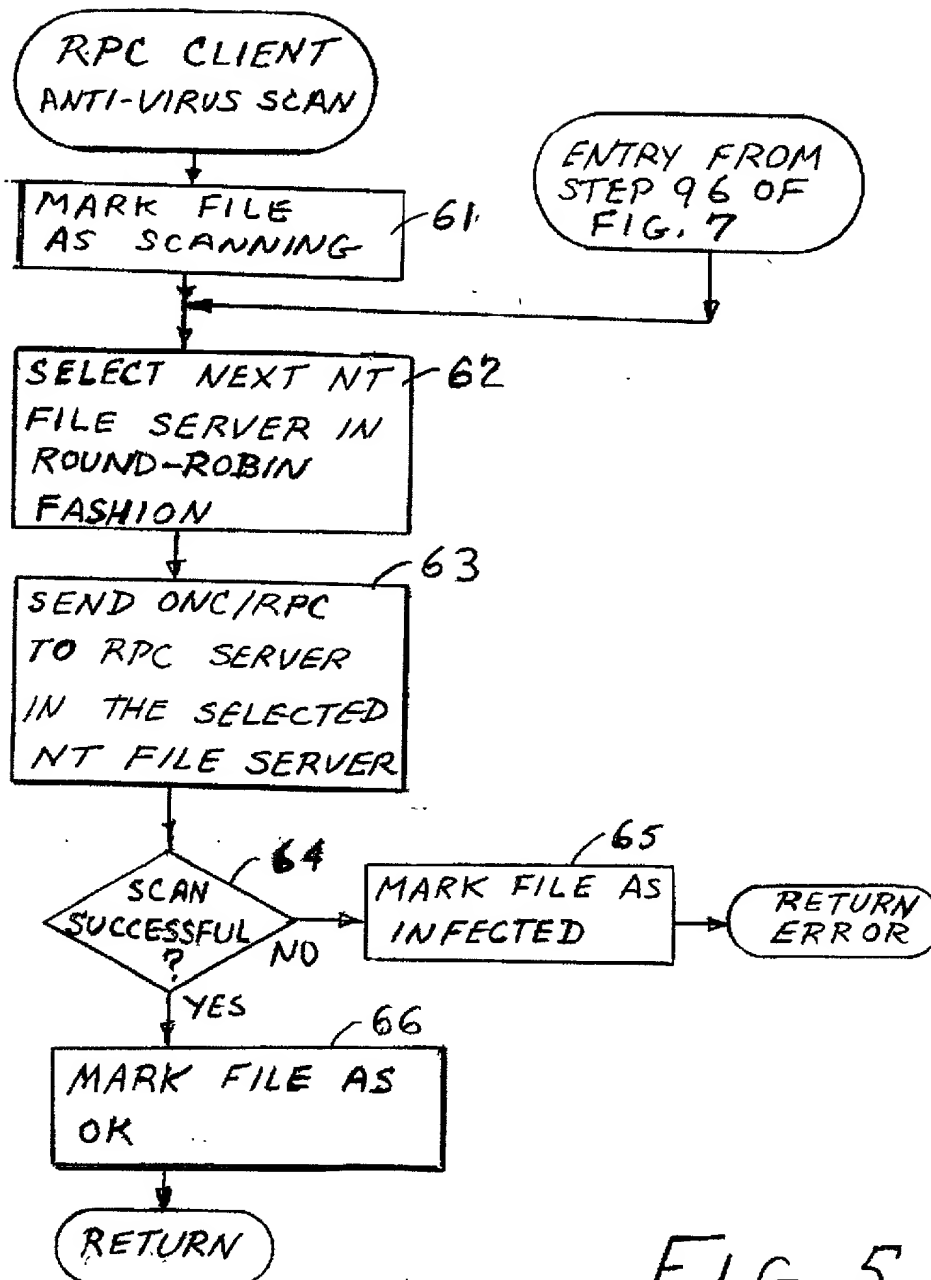 RPC CLIENT
ANTI-VIRUS SCAN
MARK FILE
AS SCANNING
61
ENTRY FROM
STEP 96 OF
FIG. 7
SELECT NEXT NT
FILE SERVER IN
ROUND-ROBIN
FASHION
62
SEND ONC/RPC
TO RPC SERVER
IN THE SELECTED
NT FILE SERVER
63
SCAN
SUCCESSFUL
?
64
NO
YES
MARK FILE AS
INFECTED
65
RETURN
ERROR
MARK FILE AS
OK
66
RETURN
FIG. 5